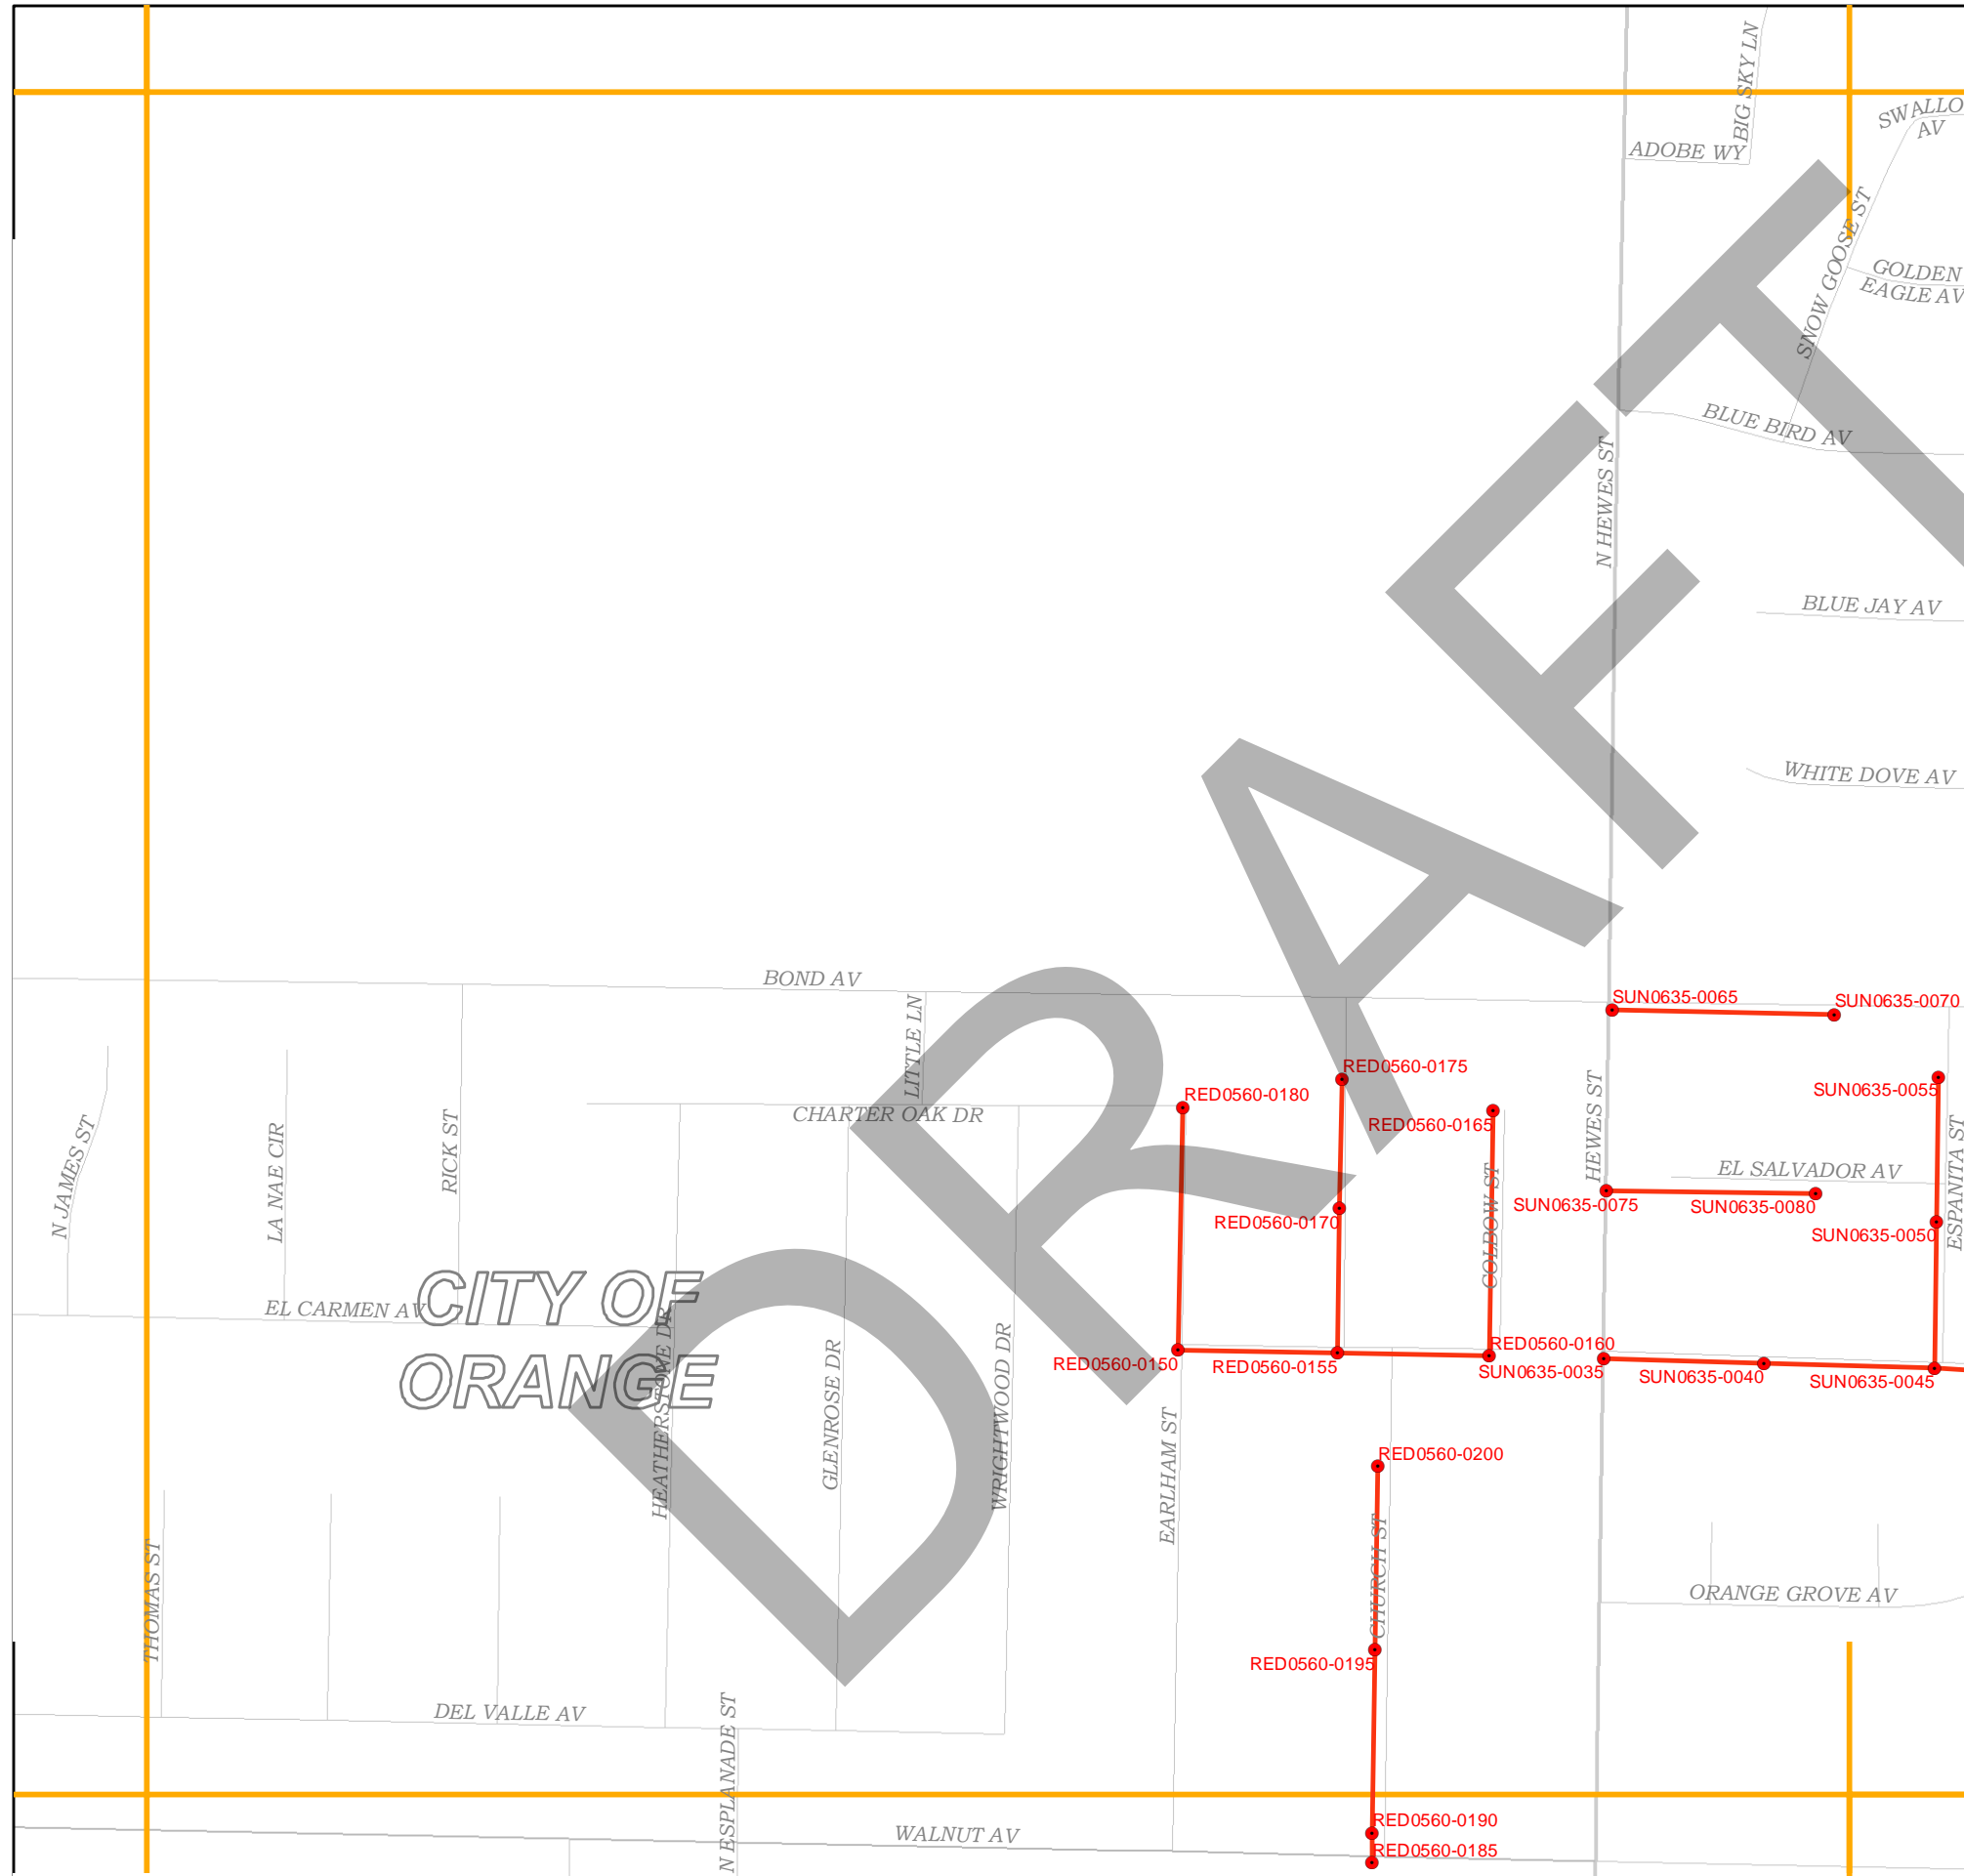 BIG SKY LN
SWALLO
AV
ADOBE WY
SNOW GOOSE ST
GOLDEN
EAGLE AV
BLUE BIRD AV
N HEWES ST
BLUE JAY AV
WHITE DOVE AV
DRAFT
BOND AV
LITTLE LN
SUN0635-0065
SUN0635-0070
RED0560-0175
RED0560-0180
SUN0635-0055
CHARTER OAK DR
RED0560-0165
HEWES ST
N JAMES ST
LA NAE CIR
RICK ST
EL SALVADOR AV
ESPANITA ST
COLDOW ST
SUN0635-0075
SUN0635-0080
RED0560-0170
SUN0635-0050
CITY OF
ORANGE
EL CARMEN AV
HEATHERSTONE DR
GLENROSE DR
WRIGHTWOOD DR
RED0560-0160
RED0560-0150
RED0560-0155
SUN0635-0035
SUN0635-0040
SUN0635-0045
EARLHAM ST
RED0560-0200
CHURCH ST
THOMAS ST
ORANGE GROVE AV
RED0560-0195
DEL VALLE AV
N ESPLANADE ST
RED0560-0190
WALNUT AV
RED0560-0185